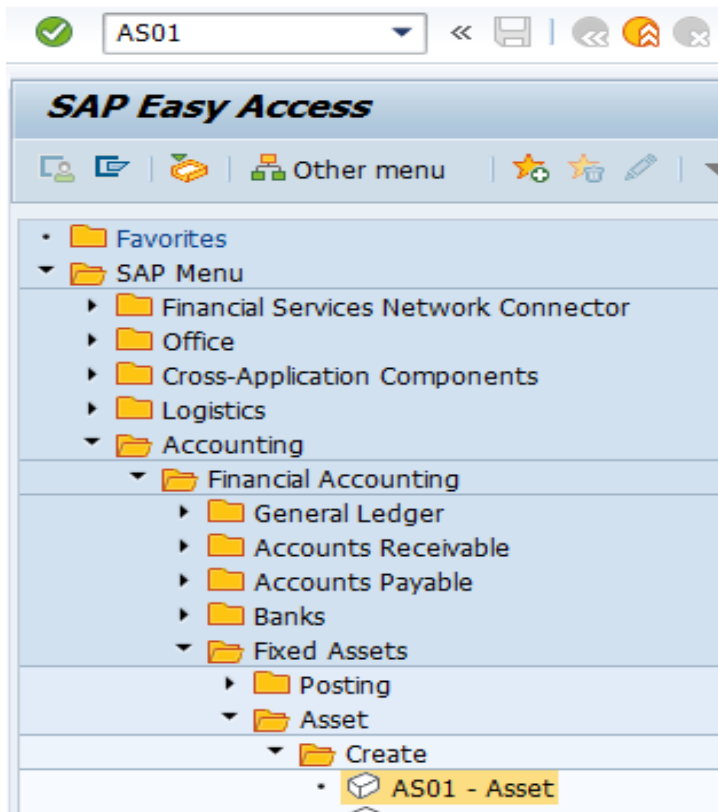 AS01
SAP Easy Access
Other menu
Favorites
SAP Menu
Financial Services Network Connector
Office
Cross-Application Components
Logistics
Accounting
Financial Accounting
General Ledger
Accounts Receivable
Accounts Payable
Banks
Fixed Assets
Posting
Asset
Create
AS01 - Asset